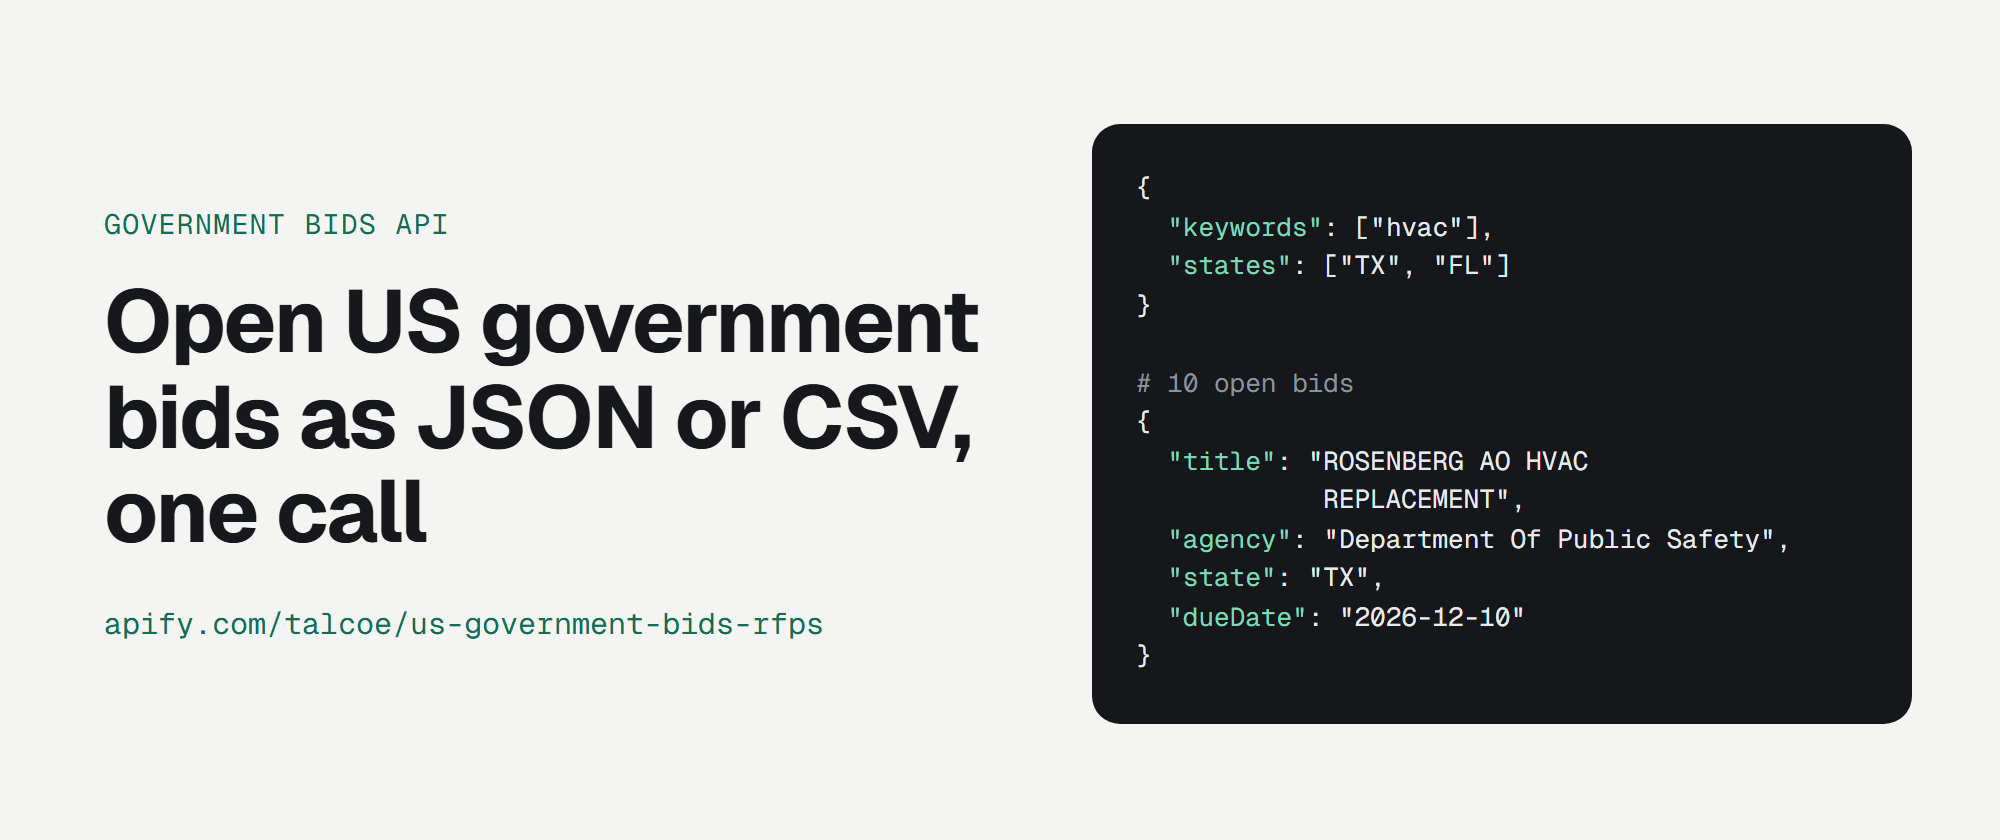 GOVERNMENT BIDS API
Open US government
bids as JSON or CSV,
one call
apify.com/talcoe/us-government-bids-rfps
{
  "keywords": ["hvac"],
  "states": ["TX", "FL"]
}
# 10 open bids
{
  "title": "ROSENBERG AO HVAC
            REPLACEMENT",
  "agency": "Department Of Public Safety",
  "state": "TX",
  "dueDate": "2026-12-10"
}